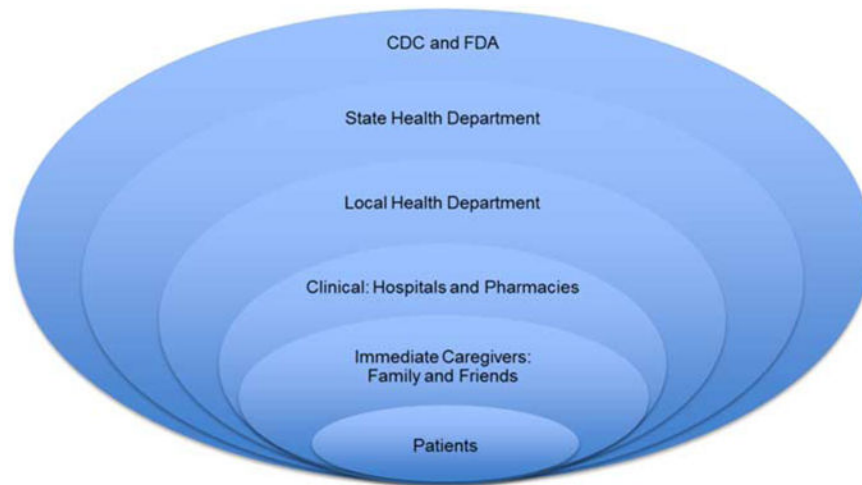 CDC and FDA
State Health Department
Local Health Department
Clinical: Hospitals and Pharmacies
Immediate Caregivers:
Family and Friends
Patients